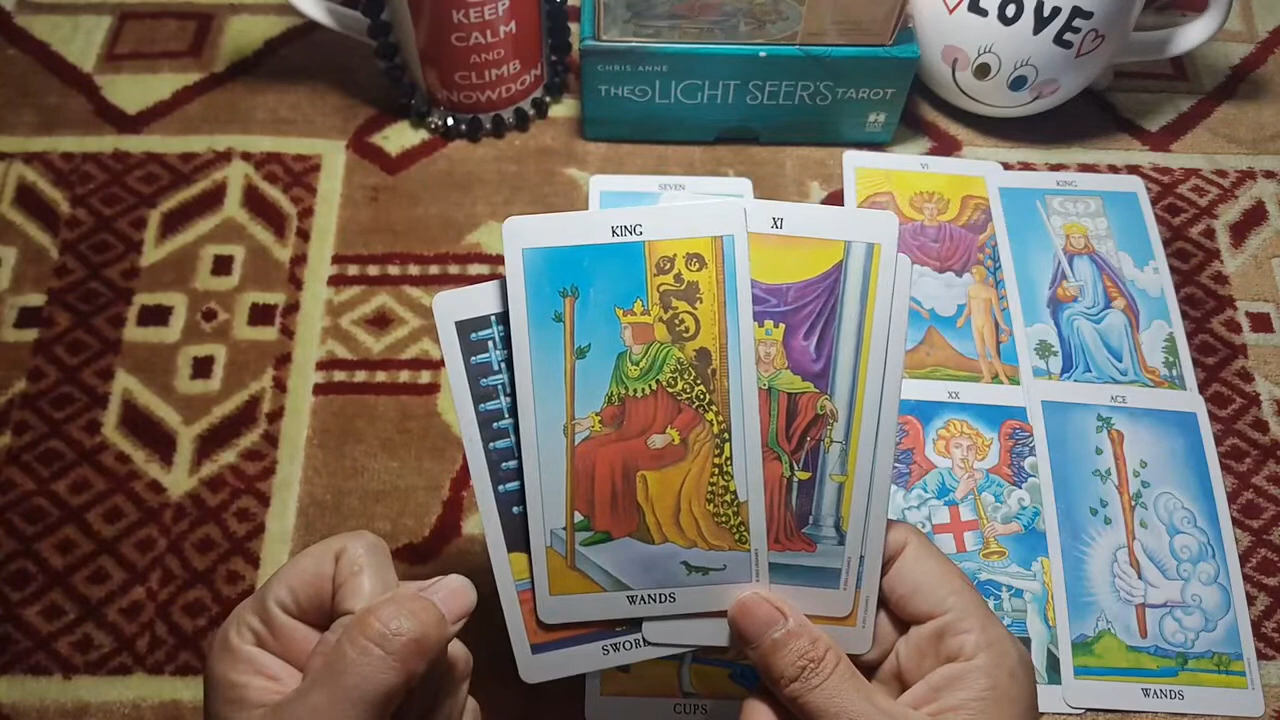 KEEP
CALM
AND
CLIMB
SNOWDON
CHRIS-ANNE
THE LIGHT SEER'S TAROT
HAY
LOVE
SEVEN
KING
WANDS
XI
SWORDS
CUPS
VI
KING
XX
ACE
WANDS